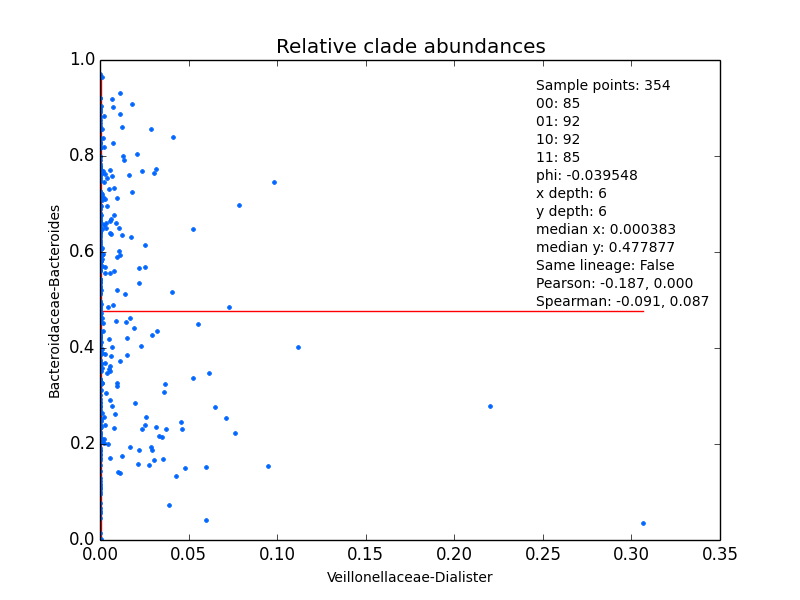 Relative clade abundances
Sample points: 354
00: 85
01: 92
10: 92
11: 85
phi: -0.039548
x depth: 6
y depth: 6
median x: 0.000383
median y: 0.477877
Same lineage: False
Pearson: -0.187, 0.000
Spearman: -0.091, 0.087
1.0
0.8
0.6
0.4
0.2
0.0
Bacteroidaceae-Bacteroides
0.00 0.05 0.10 0.15 0.20 0.25 0.30 0.35
Veillonellaceae-Dialister